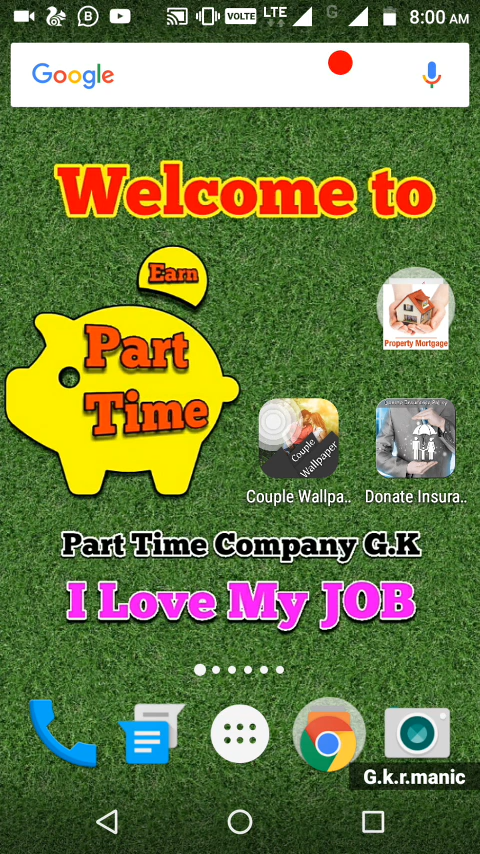 B
VOLTE
LTE
G
8:00 AM
Google
Welcome to
Earn
Part
Time
Property Mortgage
Couple
Wallpaper
Couple Wallpa..
Donate Insura..
Part Time Company G.K
I Love My JOB
G.k.r.manic